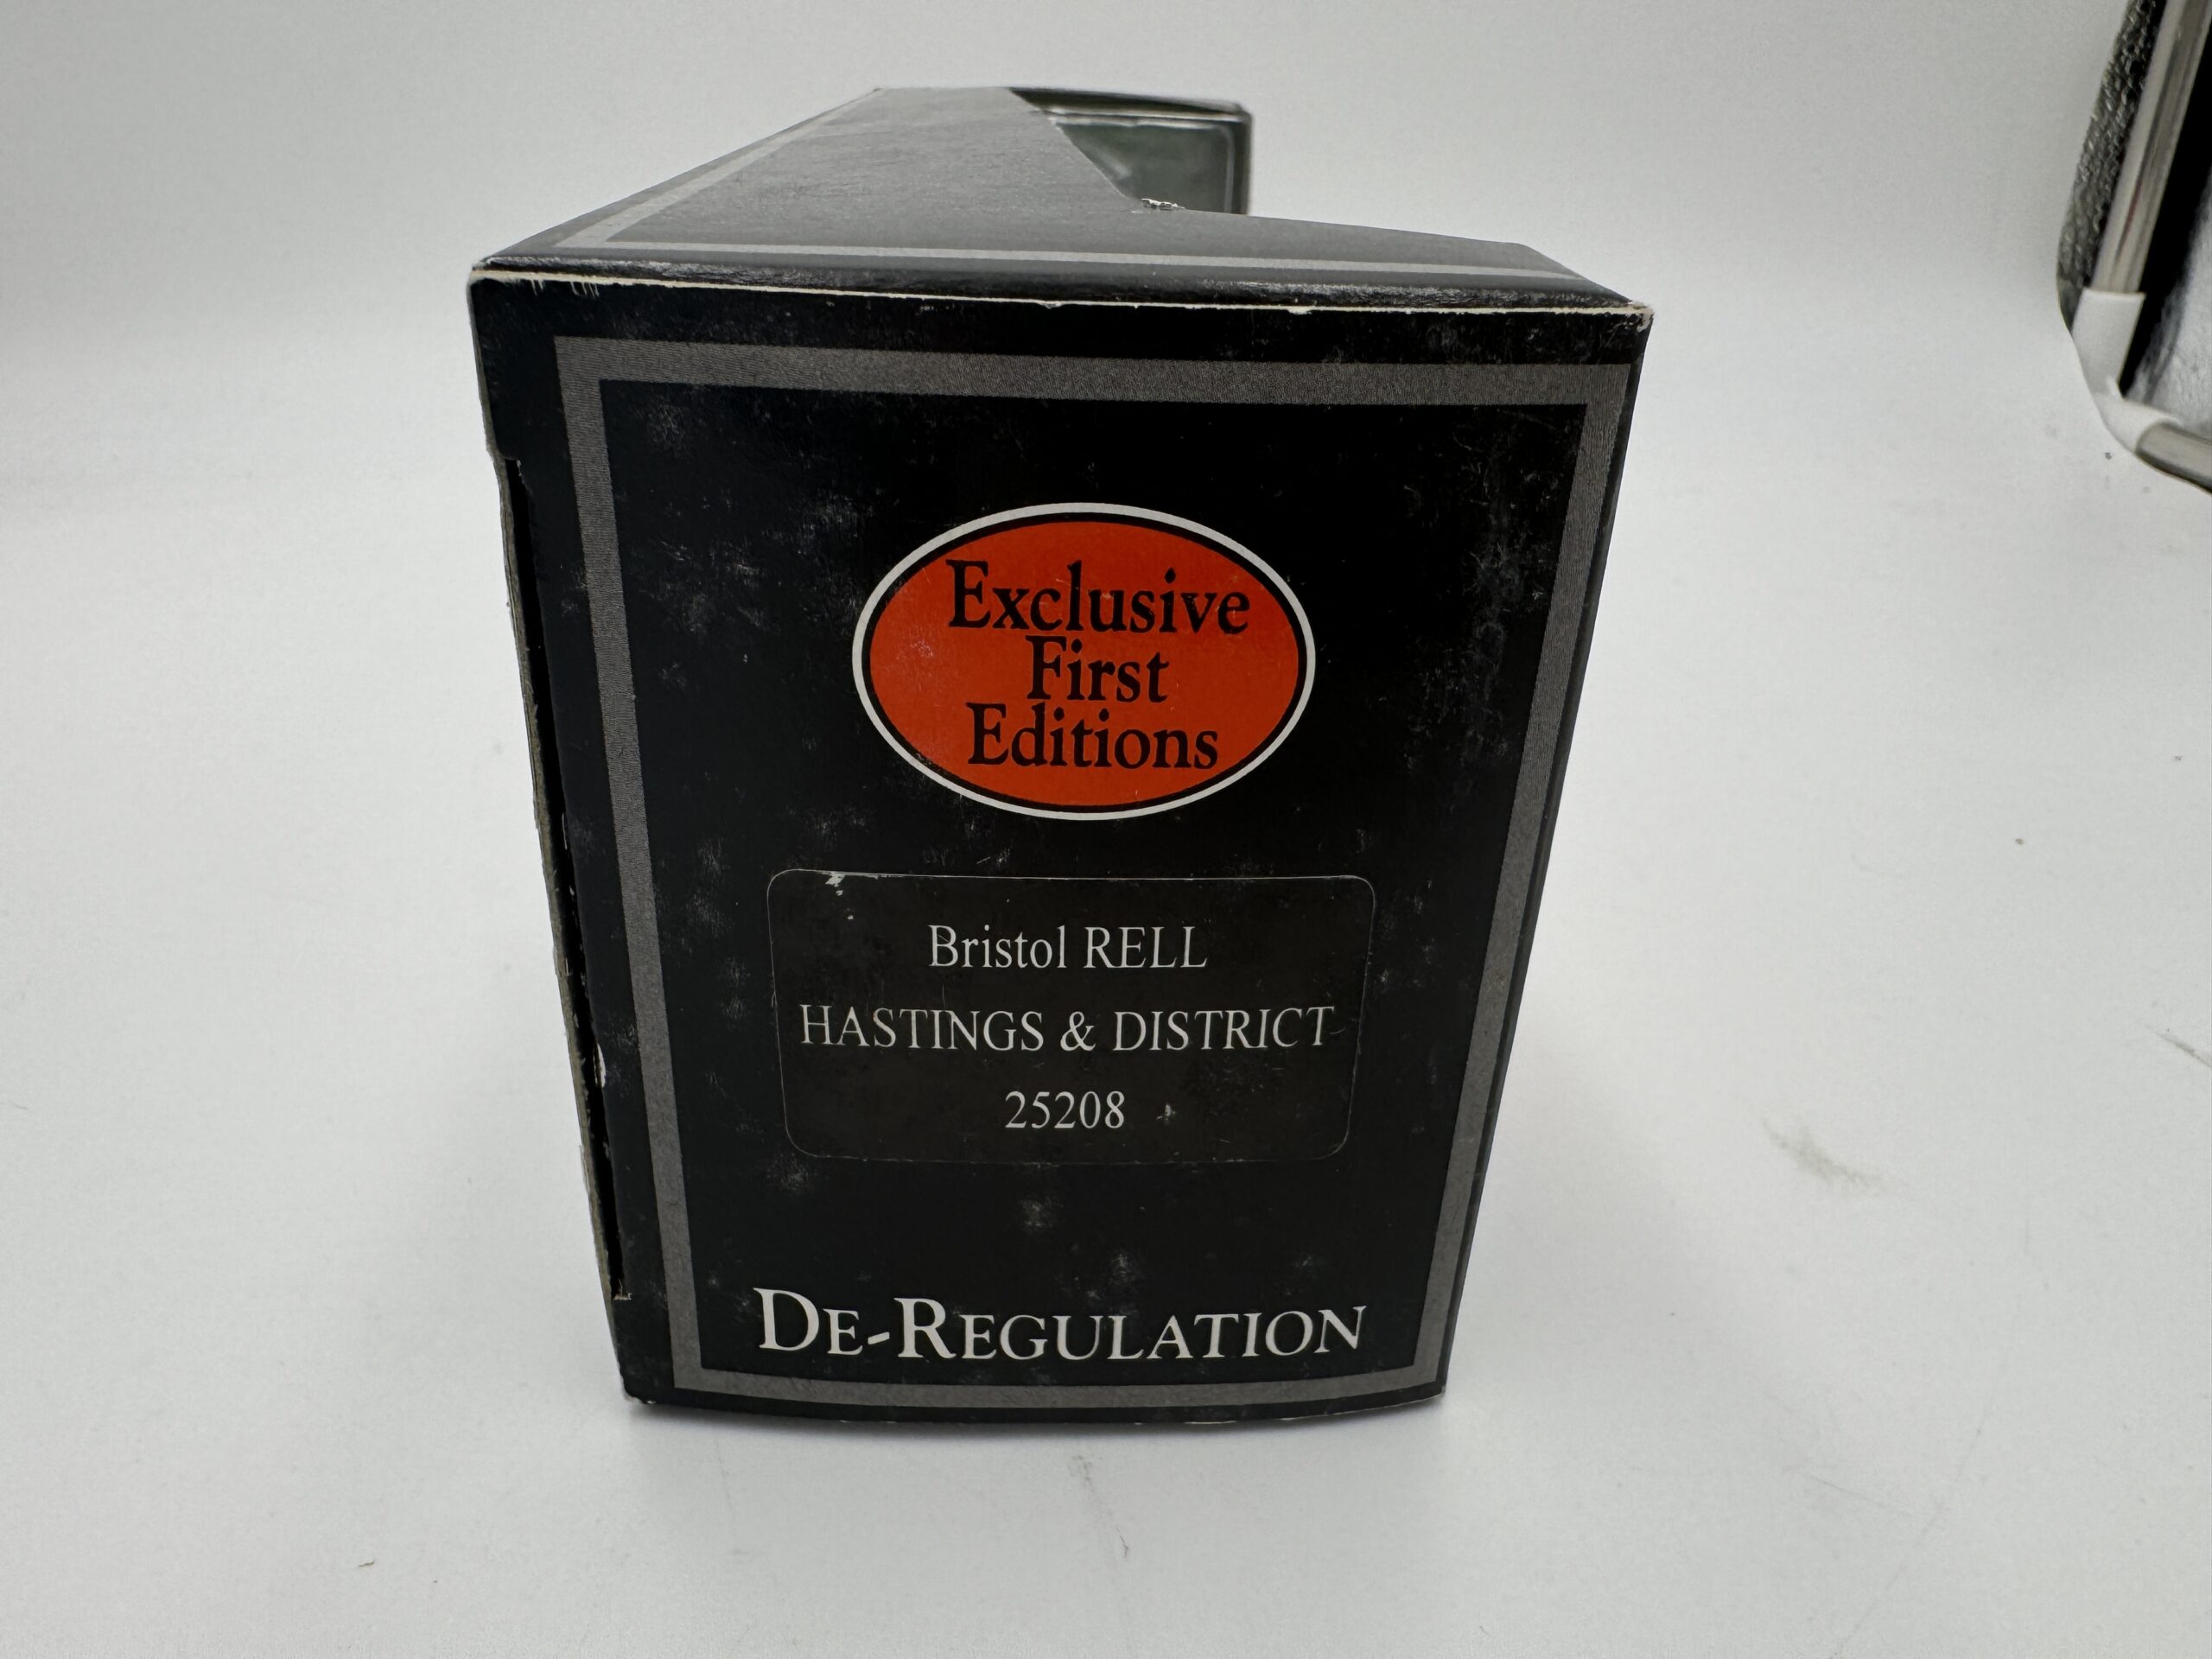 Exclusive
First
Editions
Bristol RELL
HASTINGS & DISTRICT
25208
DE-REGULATION